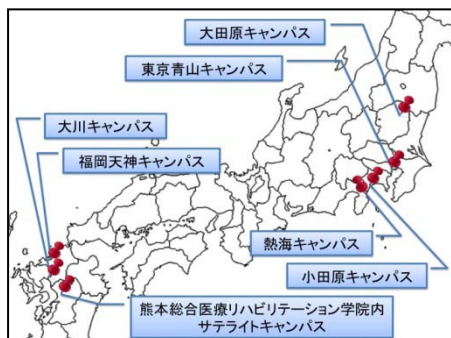 大田原キャンパス
東京青山キャンパス
大川キャンパス
福岡天神キャンパス
熱海キャンパス
小田原キャンパス
熊本総合医療リハビリテーション学院内
サテライトキャンパス